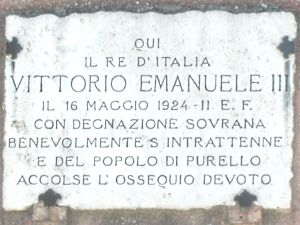 QUI
IL RE D'ITALIA
VITTORIO EMANUELE III
IL 16 MAGGIO 1924 - II. E. F.
CON DEGNAZIONE SOVRANA
BENEVOLMENTE S'INTRATTENNE
E DEL POPOLO DI PURELLO
ACCOLSE L'OSSEQUIO DEVOTO